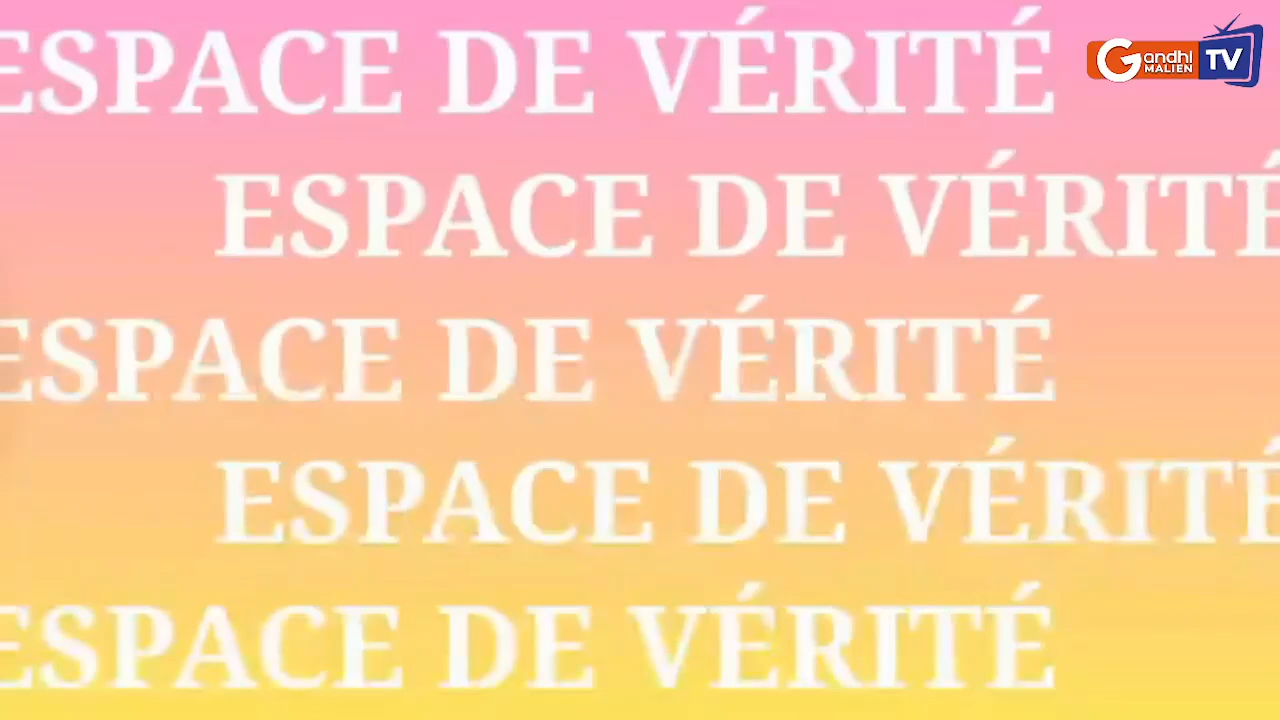 ESPACE DE VÉRITÉ
Gandhi
MALIEN
TV
ESPACE DE VÉRITÉ
ESPACE DE VÉRITÉ
ESPACE DE VÉRITÉ
ESPACE DE VÉRITÉ